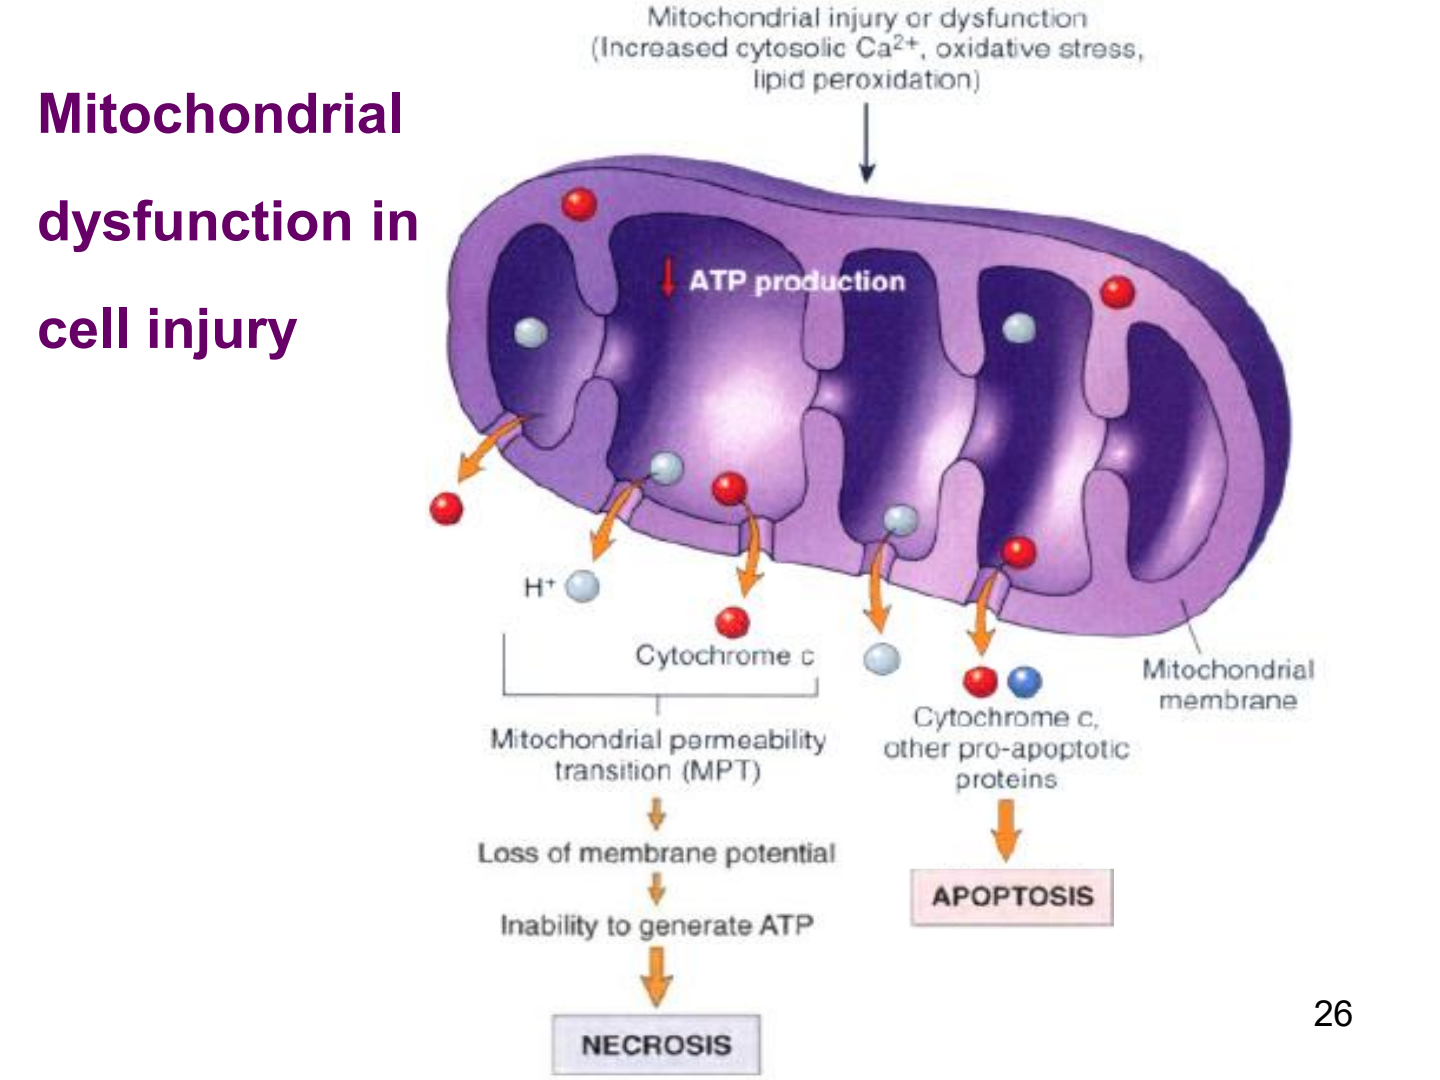 Mitochondrial injury or dysfunction
(Increased cytosolic Ca2+, oxidative stress,
lipid peroxidation)
Mitochondrial
dysfunction in
cell injury
ATP production
H+
Cytochrome c
Mitochondrial
membrane
Cytochrome c,
other pro-apoptotic
proteins
Mitochondrial permeability
transition (MPT)
Loss of membrane potential
APOPTOSIS
Inability to generate ATP
NECROSIS
26